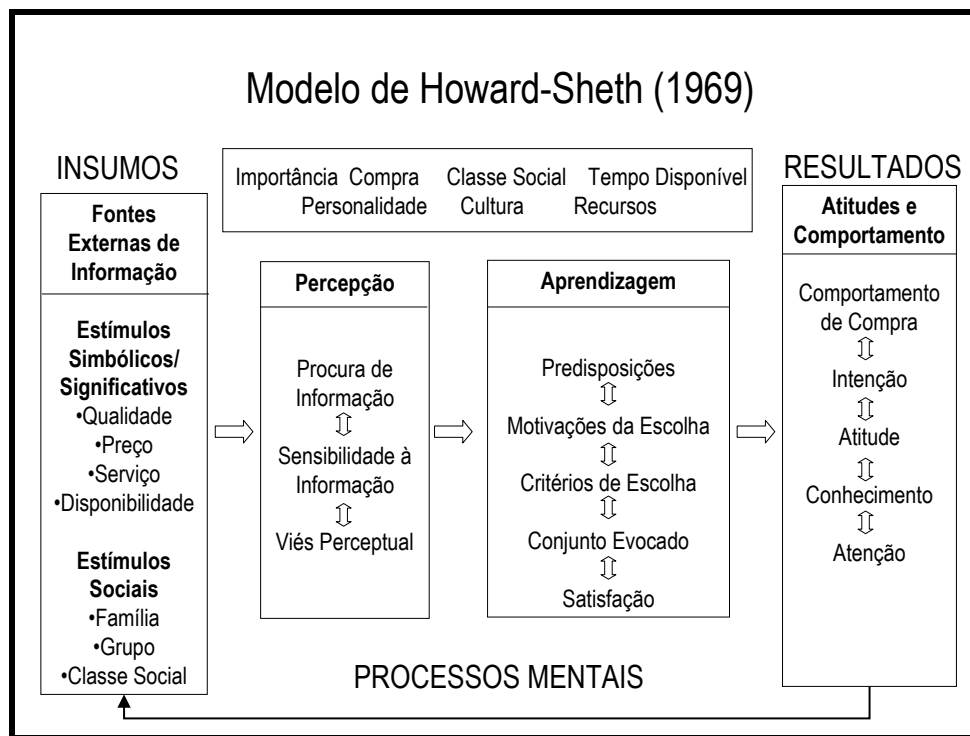 Modelo de Howard-Sheth (1969)
INSUMOS
Fontes
Externas de
Informação
Estímulos
Simbólicos/
Significativos
•Qualidade
•Preço
•Serviço
•Disponibilidade
Estímulos
Sociais
•Família
•Grupo
•Classe Social
Importância Compra Classe Social Tempo Disponível
Personalidade Cultura Recursos
Percepção
Procura de
Informação
Sensibilidade à
Informação
Viés Perceptual
Aprendizagem
Predisposições
Motivações da Escolha
Critérios de Escolha
Conjunto Evocado
Satisfação
RESULTADOS
Atitudes e
Comportamento
Comportamento
de Compra
Intenção
Atitude
Conhecimento
Atenção
PROCESSOS MENTAIS